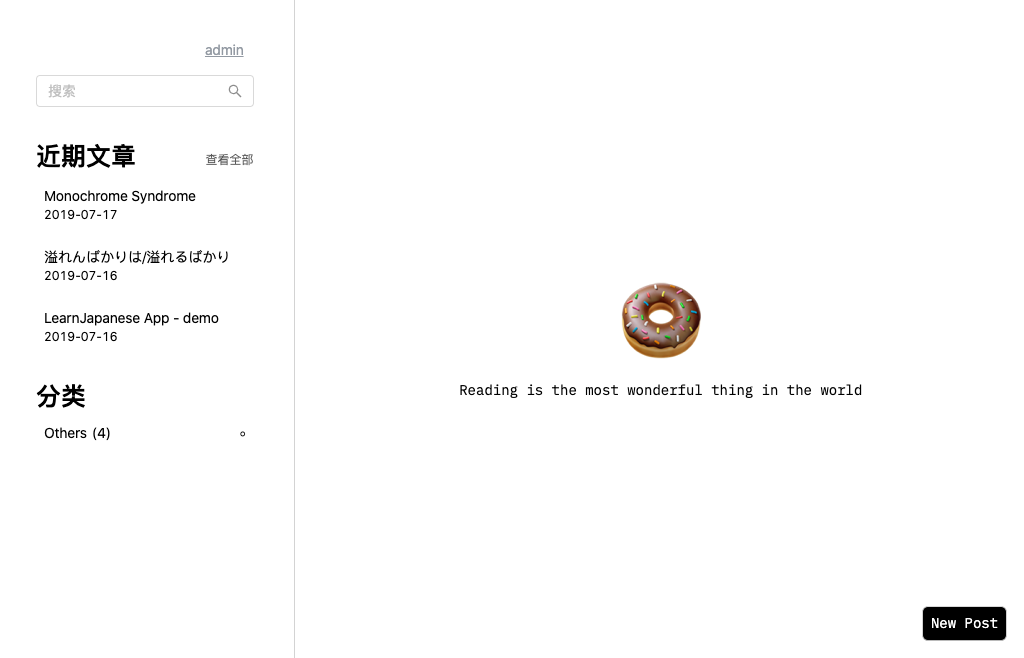 admin
搜索
近期文章 查看全部
Monochrome Syndrome
2019-07-17
溢れんばかりは/溢れるばかり
2019-07-16
LearnJapanese App - demo
2019-07-16
分类
Others (4)
Reading is the most wonderful thing in the world
New Post